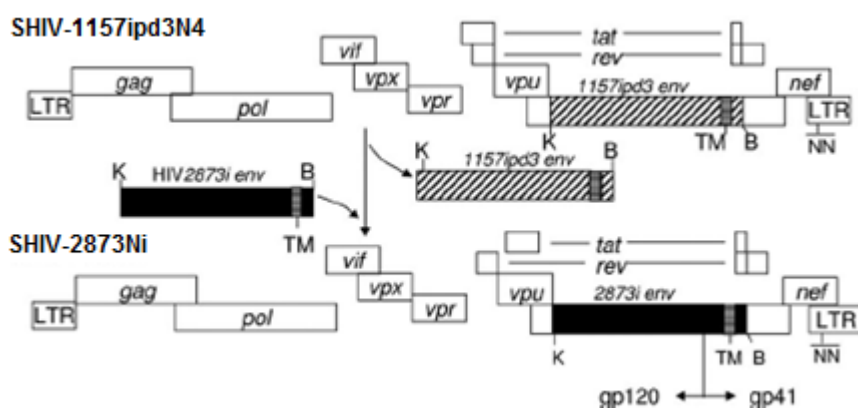 SHIV-1157ipd3N4
vif
tat
rev
gag
vpx
vpu
1157ipd3 env
nef
LTR
pol
vpr
LTR
K
TM
B
NN
K
HIV2873i env
B
K
1157ipd3 env
B
TM
SHIV-2873Ni
vif
tat
rev
gag
vpx
vpu
2873i env
nef
LTR
pol
vpr
LTR
K
TM
B
NN
gp120
gp41